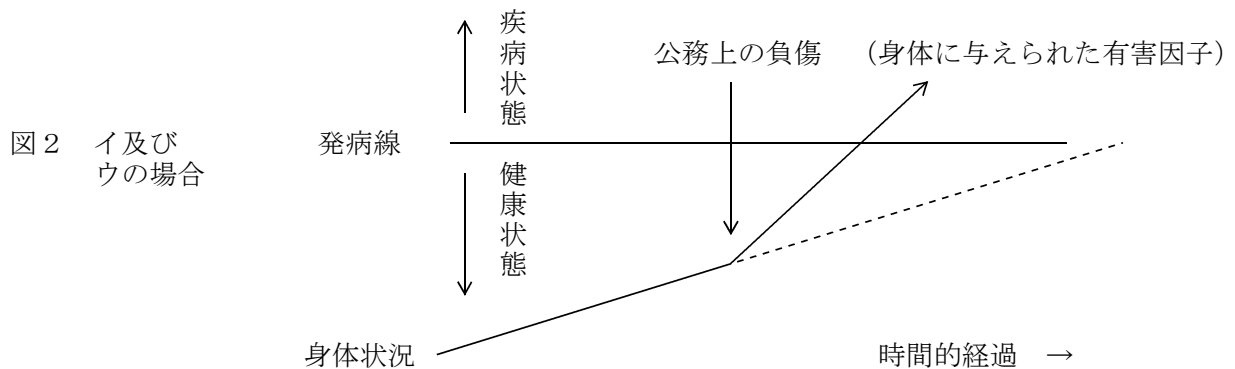 疾病状態
公務上の負傷 （身体に与えられた有害因子）
図２ イ及び
ウの場合
発病線
健康状態
身体状況
時間的経過 →